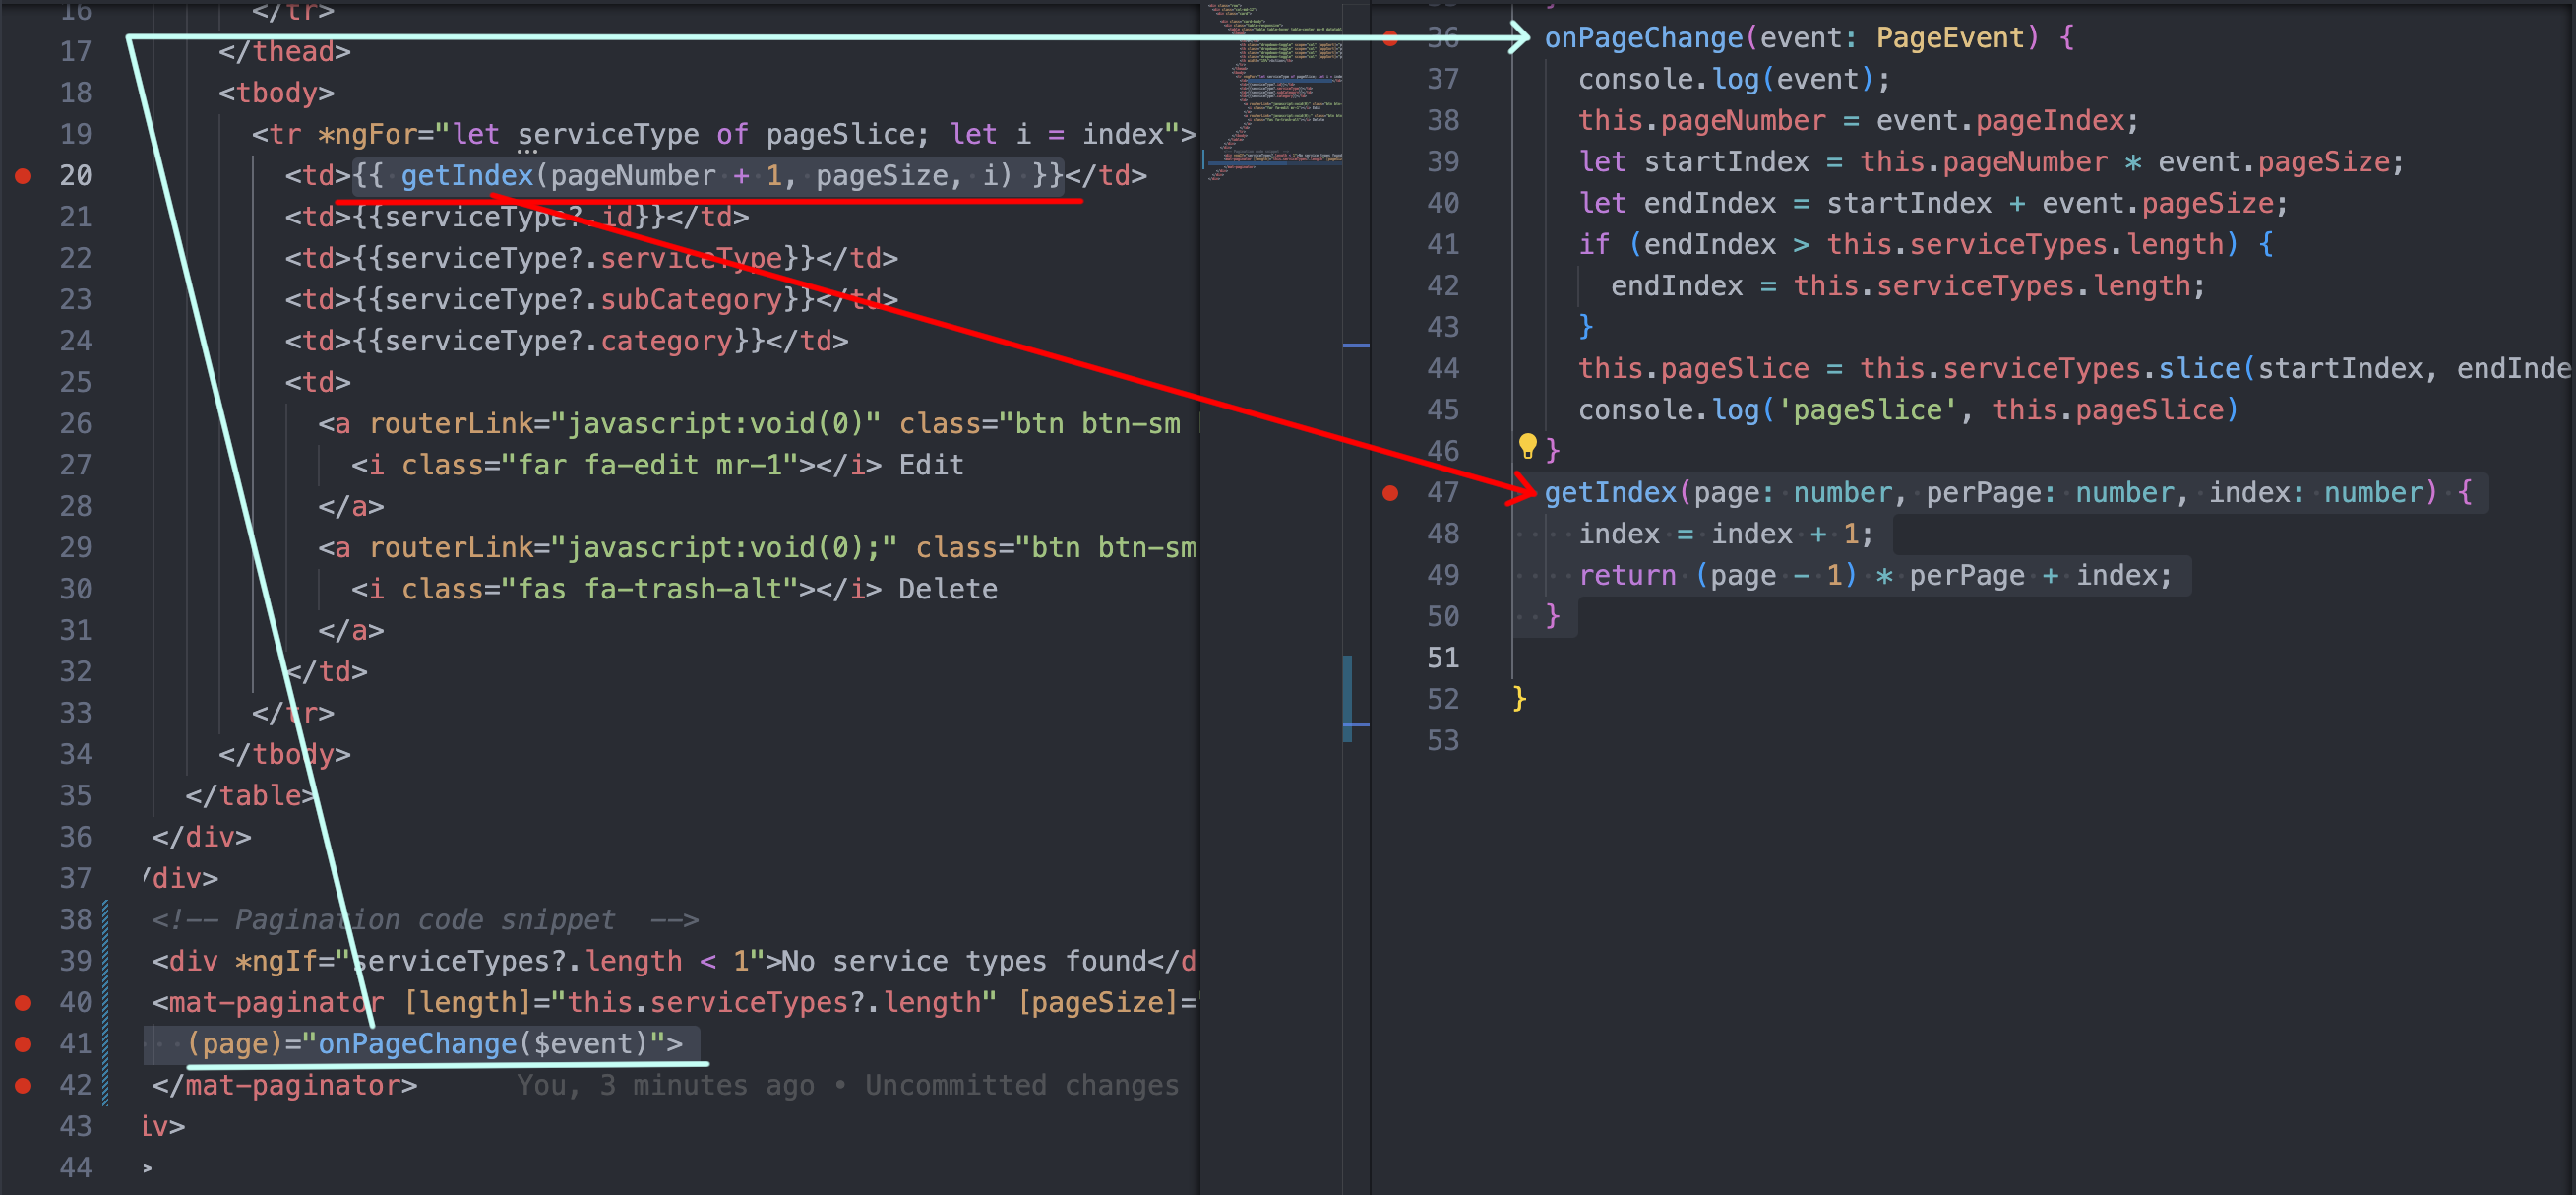 16 </tr>
17 </thead>
18 <tbody>
19 <tr *ngFor="let serviceType of pageSlice; let i = index">
20 <td>{{ getIndex(pageNumber + 1, pageSize, i) }}</td>
21 <td>{{serviceType?.id}}</td>
22 <td>{{serviceType?.serviceType}}</td>
23 <td>{{serviceType?.subCategory}}</td>
24 <td>{{serviceType?.category}}</td>
25 <td>
26 <a routerLink="javascript:void(0)" class="btn btn-sm
27 <i class="far fa-edit mr-1"></i> Edit
28 </a>
29 <a routerLink="javascript:void(0);" class="btn btn-sm
30 <i class="fas fa-trash-alt"></i> Delete
31 </a>
32 </td>
33 </tr>
34 </tbody>
35 </table>
36 </div>
37 /div>
38 <!-- Pagination code snippet -->
39 <div *ngIf="serviceTypes?.length < 1">No service types found</d
40 <mat-paginator [length]="this.serviceTypes?.length" [pageSize]=
41 (page)="onPageChange($event)">
42 </mat-paginator> You, 3 minutes ago • Uncommitted changes
43 iv>
44 >
36 onPageChange(event: PageEvent) {
37 console.log(event);
38 this.pageNumber = event.pageIndex;
39 let startIndex = this.pageNumber * event.pageSize;
40 let endIndex = startIndex + event.pageSize;
41 if (endIndex > this.serviceTypes.length) {
42 endIndex = this.serviceTypes.length;
43 }
44 this.pageSlice = this.serviceTypes.slice(startIndex, endInde
45 console.log('pageSlice', this.pageSlice)
46 }
47 getIndex(page: number, perPage: number, index: number) {
48 index = index + 1;
49 return (page - 1) * perPage + index;
50 }
51
52 }
53